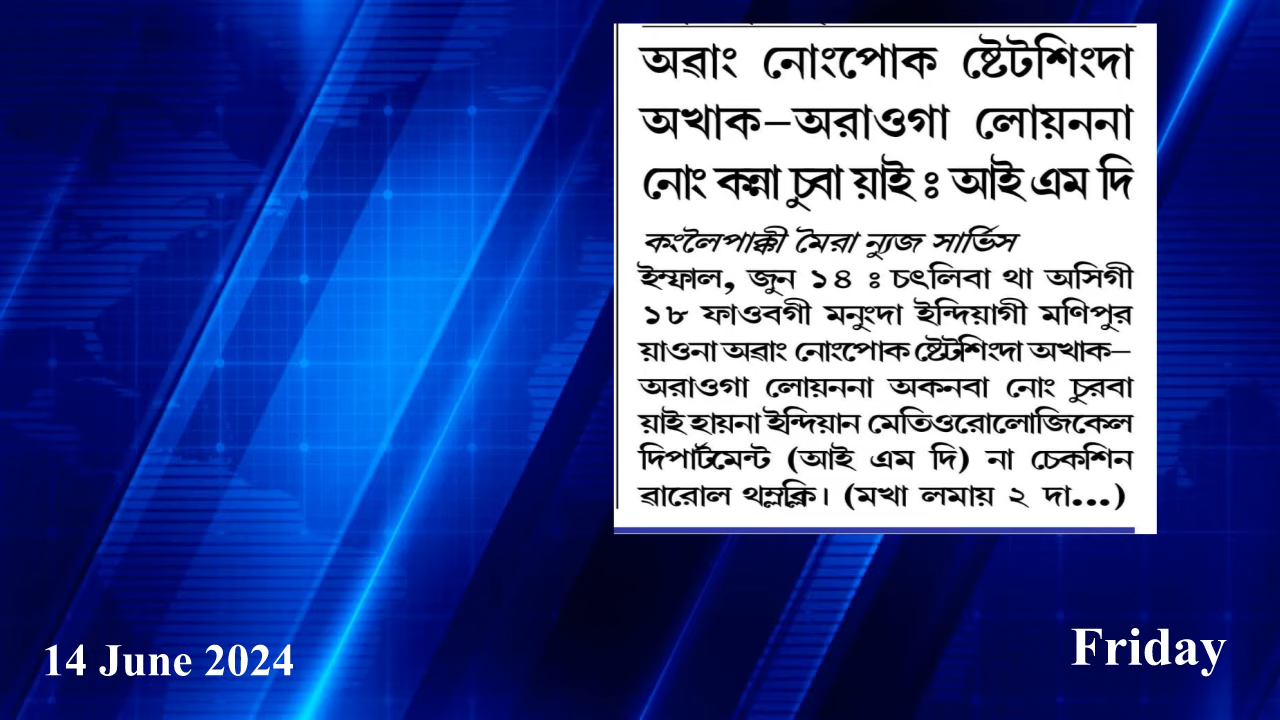 অৱাং নোংপোক ষ্টেটশিংদা
অখাক–অরাওগা লোয়ননা
নোং কন্না চুবা য়াই ঃ আই এম দি
কংলৈপাক্কী মৈরা ন্যুজ সার্ভিস
ইম্ফাল, জুন ১৪ ঃ চৎলিবা থা অসিগী
১৮ ফাওবগী মনুংদা ইন্দিয়াগী মণিপুর
য়াওনা অৱাং নোংপোক ষ্টেটশিংদা অখাক–
অরাওগা লোয়ননা অকনবা নোং চুরবা
য়াই হায়না ইন্দিয়ান মেতিওরোলোজিকেল
দিপার্টমেন্ট (আই এম দি) না চেকশিন
ৱারোল থম্লক্লি। (মখা লমায় ২ দা...)
14 June 2024
Friday